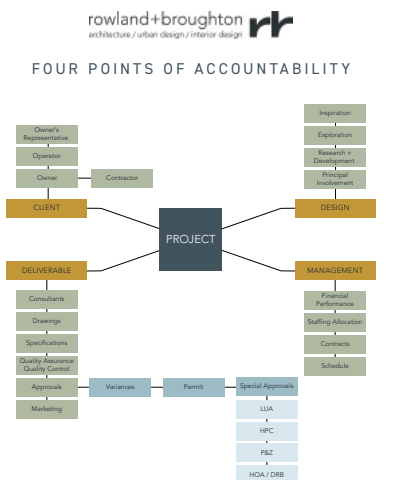 rowland+broughton
architecture / urban design / interior design
rr
FOUR POINTS OF ACCOUNTABILITY
Owner's
Representative
Operator
Owner
Contractor
CLIENT
Inspiration
Exploration
Research +
Development
Principal
Involvement
DESIGN
PROJECT
DELIVERABLE
Consultants
Drawings
Specifications
Quality Assurance
Quality Control
Approvals
Marketing
Variances
Permit
Special Approvals
LUA
HPC
P&Z
HOA / DRB
MANAGEMENT
Financial
Performance
Staffing Allocation
Contracts
Schedule